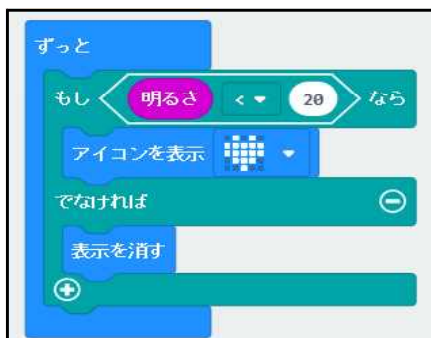 ずっと
もし 明るさ < 20 なら
アイコンを表示
でなければ
表示を消す